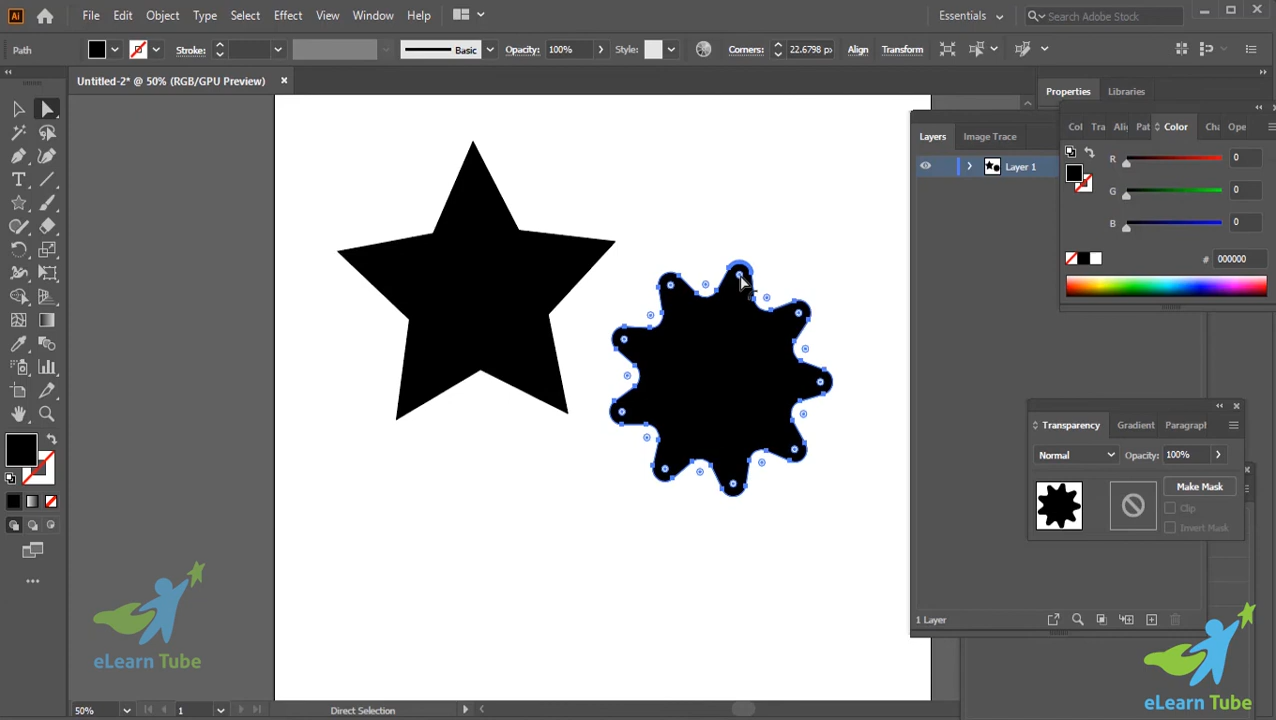 Ai File Edit Object Type Select Effect View Window Help Essentials Search Adobe Stock
Path Stroke: Basic Opacity: 100% Style: Corners: 22.6798 px Align Transform
Untitled-2* @ 50% (RGB/GPU Preview)
Properties Libraries
Layers Image Trace
Col Tra Ali Pat Color Cu Ope
Layer 1
R 0
G 0
B 0
# 000000
Transparency Gradient Paragraph
Normal Opacity: 100%
Make Mask
Clip
Invert Mask
1 Layer
eLearn Tube
eLearn Tube
50% 1 Direct Selection